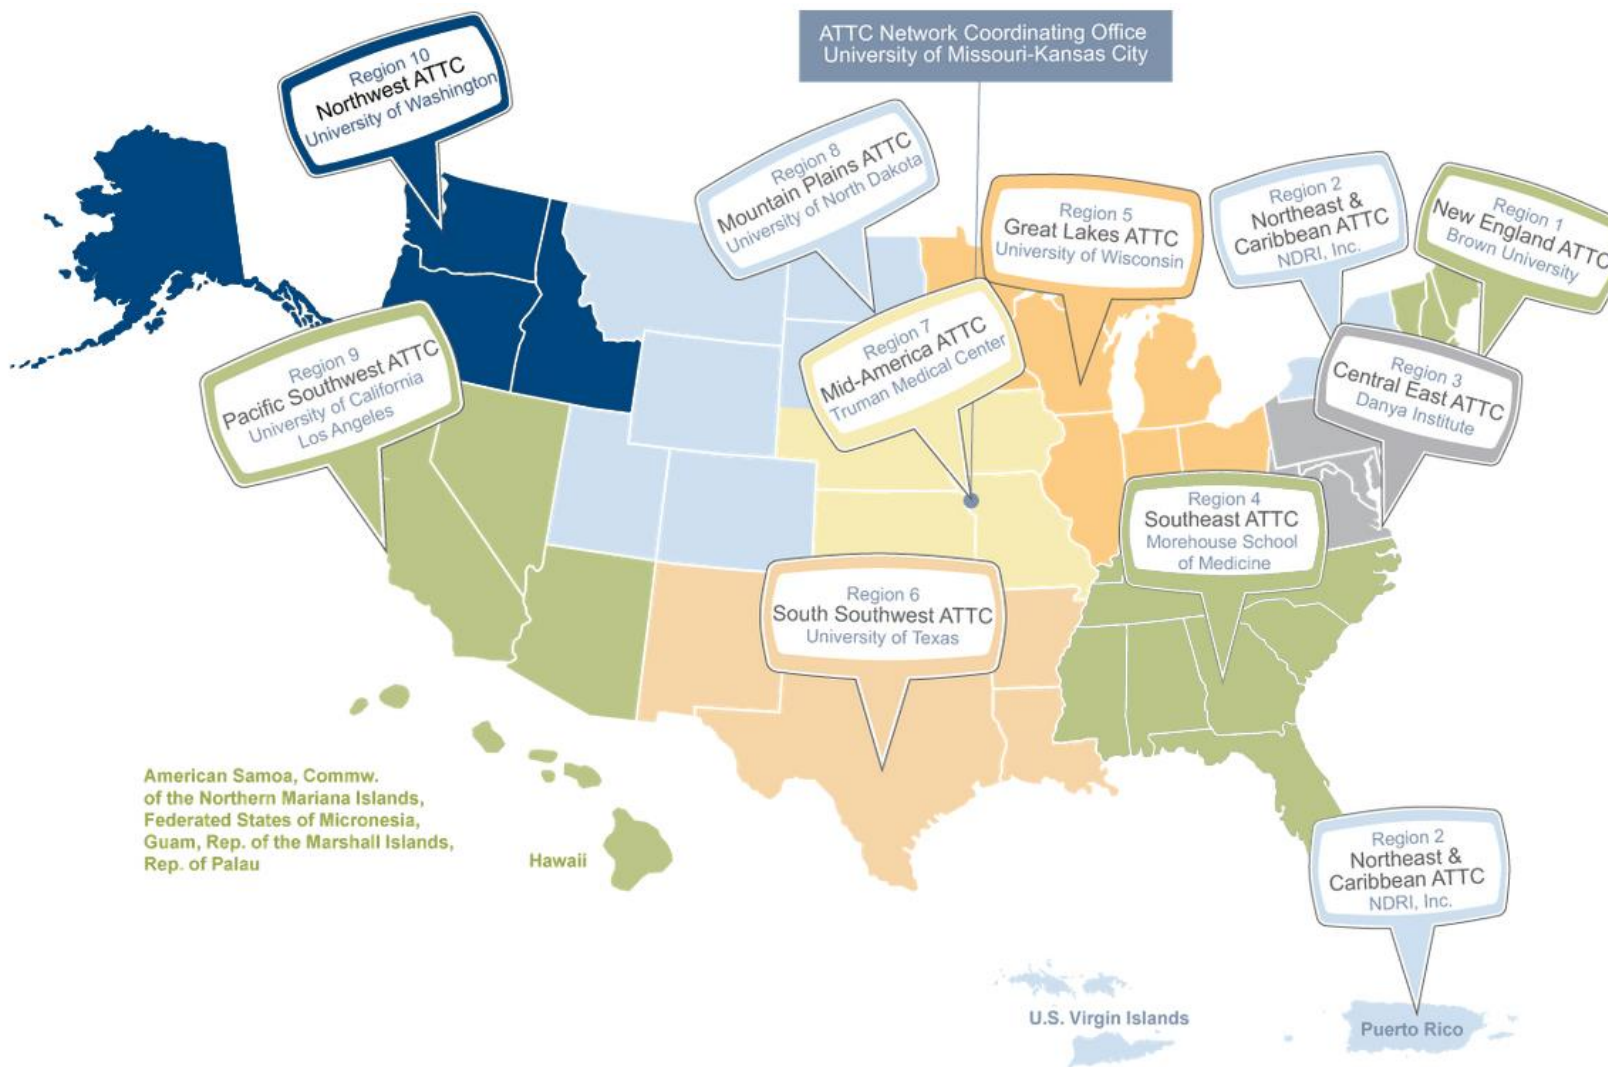 ATTC Network Coordinating Office
University of Missouri-Kansas City
Region 10
Northwest ATTC
University of Washington
Region 8
Mountain Plains ATTC
University of North Dakota
Region 5
Great Lakes ATTC
University of Wisconsin
Region 2
Northeast &
Caribbean ATTC
NDRI, Inc.
Region 1
New England ATTC
Brown University
Region 9
Pacific Southwest ATTC
University of California
Los Angeles
Region 7
Mid-America ATTC
Truman Medical Center
Region 3
Central East ATTC
Danya Institute
Region 4
Southeast ATTC
Morehouse School
of Medicine
Region 6
South Southwest ATTC
University of Texas
American Samoa, Commw.
of the Northern Mariana Islands,
Federated States of Micronesia,
Guam, Rep. of the Marshall Islands,
Rep. of Palau
Hawaii
Region 2
Northeast &
Caribbean ATTC
NDRI, Inc.
U.S. Virgin Islands
Puerto Rico